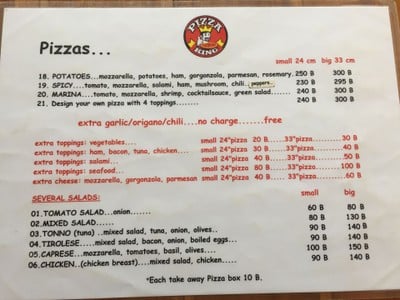 PIZZA
KING
Pizzas...
small 24 cm big 33 cm
18. POTATOES...mozzarella, potatoes, ham, gorgonzola, parmesan, rosemary. 250 B 300 B
19. SPICY....tomato, mozzarella, salami, ham, mushroom, chili.. peppers.. 230 B 295 B
20. MARINA.....tomato, mozzarella, shrimp, cocktailsauce, green salad....... 240 B 300 B
21. Design your own pizza with 4 toppings........ 240 B 300 B
extra garlic/origano/chili....no charge.......free
extra toppings: vegetables.... small 24"pizza 20 B......33"pizza..........30 B
extra toppings: ham, bacon, tuna, chicken.... small 24"pizza 30 B......33"pizza..........50 B
extra toppings: salami... small 24"pizza 40 B......33"pizza..........60 B
extra toppings: seafood... small 24"pizza 80 B......33"pizza..........100 B
extra cheese: mozzarella, gorgonzola, parmesan small 24"pizza 40 B......33"pizza..........60 B
SEVERAL SALADS: small big
01.TOMATO SALAD...onion....... 60 B 80 B
02.MIXED SALAD...... 80 B 130 B
03.TONNO (tuna) ..mixed salad, tuna, onion, olives.. 90 B 140 B
04.TIROLESE.....mixed salad, bacon, onion, boiled eggs... 90 B 140 B
05.CAPRESE....mozzarella, tomatoes, basil, olives.... 100 B 150 B
06.CHICKEN..(chicken breast)....mixed salad, chicken 90 B 140 B
*Each take away Pizza box 10 B.